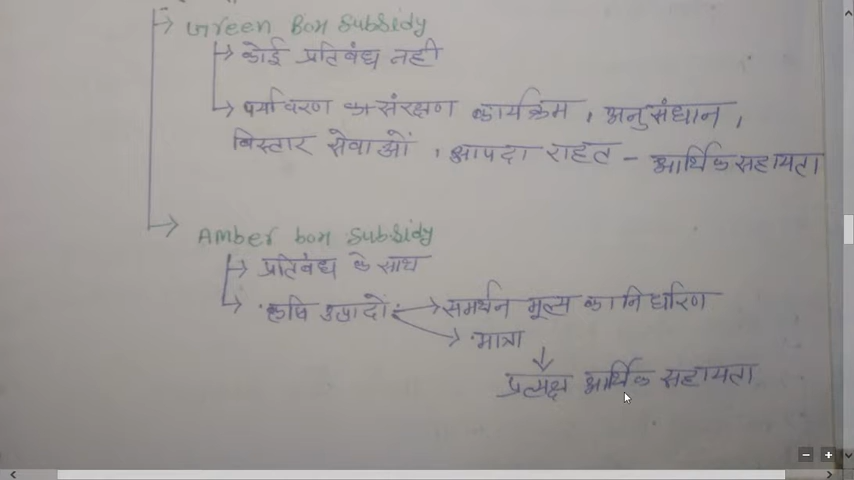 Green Box Subsidy
कोई प्रतिबंध नही
पर्यावरण का संरक्षण कार्यक्रम, अनुसंधान,
विस्तार सेवाओं, आपदा राहत - आर्थिक सहायता
Amber box subsidy
प्रतिबंध के साथ
कृषि उत्पादो: समर्थन मूल्य का निर्धारण
मात्रा
प्रत्यक्ष आर्थिक सहायता